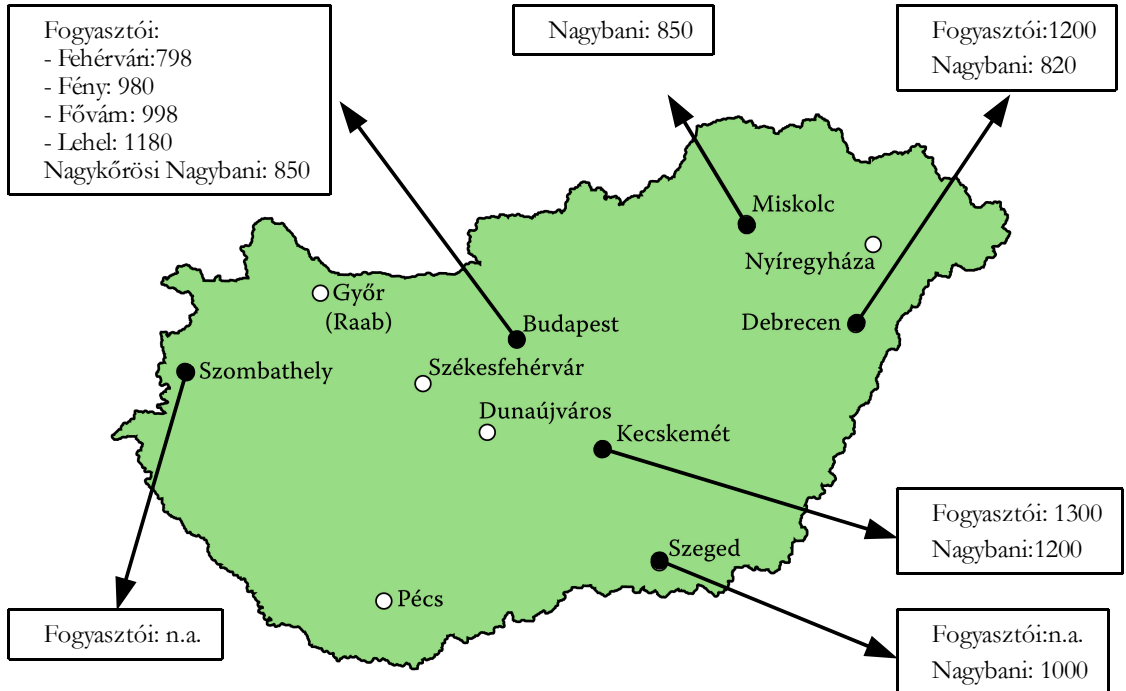 Fogyasztói:
- Fehérvári:798
- Fény: 980
- Fővám: 998
- Lehel: 1180
Nagykőrösi Nagybani: 850
Nagybani: 850
Fogyasztói:1200
Nagybani: 820
Miskolc
Nyíregyháza
Győr
(Raab)
Budapest
Debrecen
Szombathely
Székesfehérvár
Dunaújváros
Kecskemét
Fogyasztói: 1300
Nagybani:1200
Szeged
Pécs
Fogyasztói: n.a.
Fogyasztói:n.a.
Nagybani: 1000